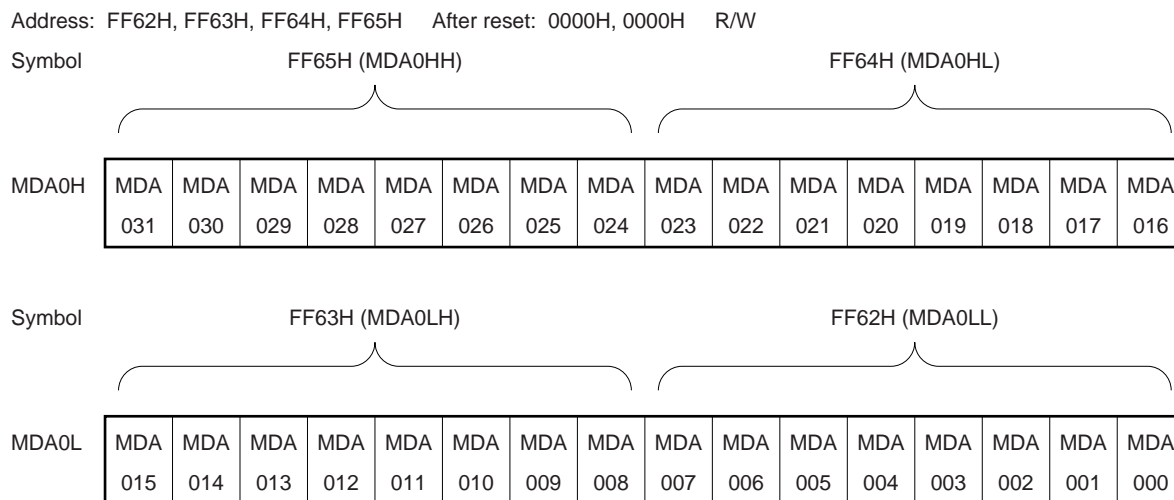 Address: FF62H, FF63H, FF64H, FF65H After reset: 0000H, 0000H R/W
Symbol FF65H (MDA0HH) FF64H (MDA0HL)
MDA0H MDA MDA MDA MDA MDA MDA MDA MDA MDA MDA MDA MDA MDA MDA MDA MDA
031 030 029 028 027 026 025 024 023 022 021 020 019 018 017 016
Symbol FF63H (MDA0LH) FF62H (MDA0LL)
MDA0L MDA MDA MDA MDA MDA MDA MDA MDA MDA MDA MDA MDA MDA MDA MDA MDA
015 014 013 012 011 010 009 008 007 006 005 004 003 002 001 000